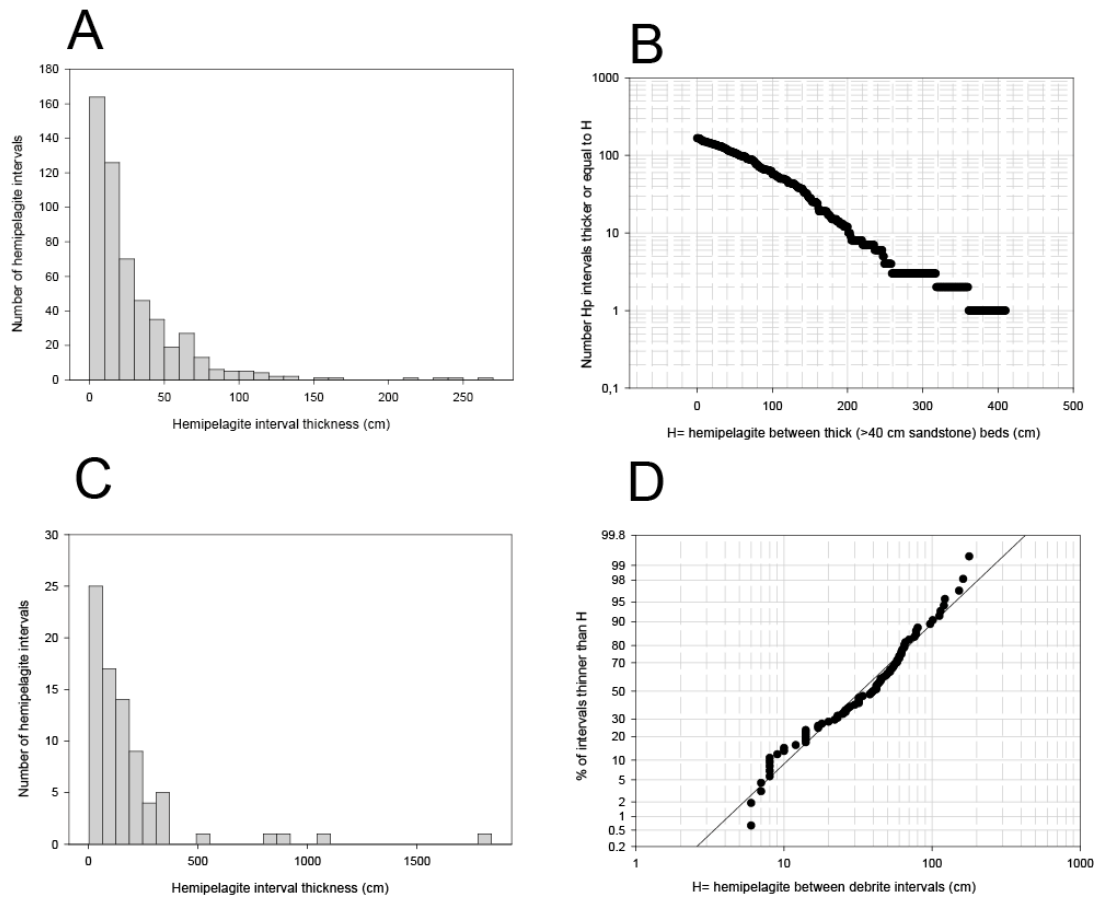 A
180
160
140
120
100
80
60
40
20
0
Number of hemipelagite intervals
0 50 100 150 200 250
Hemipelagite interval thickness (cm)
B
1000
100
10
1
0,1
Number Hp intervals thicker or equal to H
0 100 200 300 400 500
H= hemipelagite between thick (>40 cm sandstone) beds (cm)
C
30
25
20
15
10
5
0
Number of hemipelagite intervals
0 500 1000 1500
Hemipelagite interval thickness (cm)
D
99.8
99
98
95
90
80
70
50
30
20
10
5
2
1
0.5
0.2
% of intervals thinner than H
1 10 100 1000
H= hemipelagite between debrite intervals (cm)